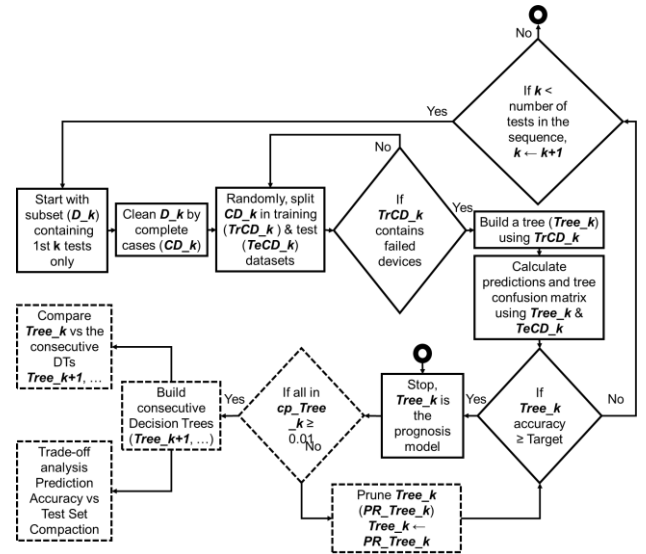 No
If k <
number of
tests in the
sequence,
k ← k+1
Yes
No
Start with
subset (D_k)
containing
1st k tests
only
Clean D_k by
complete
cases (CD_k)
Randomly, split
CD_k in training
(TrCD_k ) & test
(TeCD_k)
datasets
If
TrCD_k
contains
failed
devices
Yes
Build a tree (Tree_k)
using TrCD_k
Calculate
predictions and tree
confusion matrix
using Tree_k &
TeCD_k
Compare
Tree_k vs the
consecutive
DTs
Tree_k+1, …
Build
consecutive
Decision Trees
(Tree_k+1, …)
Yes
If all in
cp_Tree
_k ≥
0.01
No
Stop,
Tree_k is
the
prognosis
model
Yes
If
Tree_k
accuracy
≥ Target
No
Trade-off
analysis
Prediction
Accuracy vs
Test Set
Compaction
Prune Tree_k
(PR_Tree_k)
Tree_k ←
PR_Tree_k